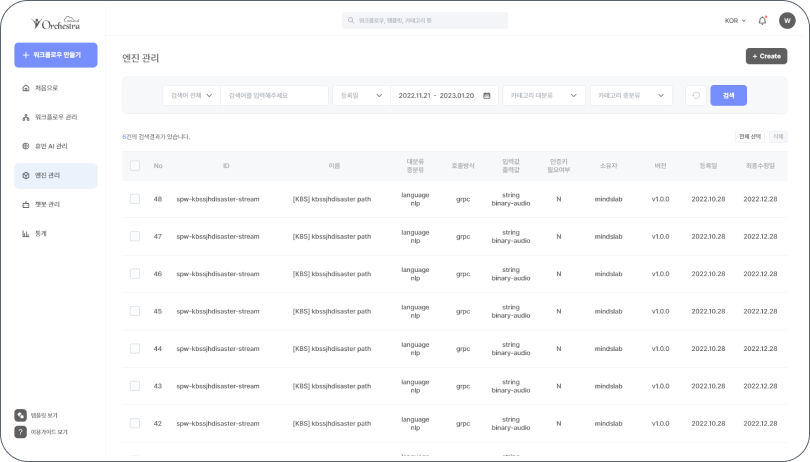 Orchestra
워크플로우, 템플릿, 카테고리 등
KOR
W
+ 워크플로우 만들기
처음으로
워크플로우 관리
휴먼 AI 관리
엔진 관리
챗봇 관리
통계
템플릿 보기
? 이용가이드 보기
엔진 관리
+ Create
검색어 전체
검색어를 입력해주세요
등록일
2022.11.21 - 2023.01.20
카테고리 대분류
카테고리 중분류
검색
6건의 검색결과가 있습니다.
전체 선택 삭제
No ID 이름 대분류 중분류 호출방식 입력값 출력값 인증키 필요여부 소유자 버전 등록일 최종수정일
48 spw-kbssjhdisaster-stream [KBS] kbssjhdisaster path language nlp grpc string binary-audio N mindslab v1.0.0 2022.10.28 2022.12.28
47 spw-kbssjhdisaster-stream [KBS] kbssjhdisaster path language nlp grpc string binary-audio N mindslab v1.0.0 2022.10.28 2022.12.28
46 spw-kbssjhdisaster-stream [KBS] kbssjhdisaster path language nlp grpc string binary-audio N mindslab v1.0.0 2022.10.28 2022.12.28
45 spw-kbssjhdisaster-stream [KBS] kbssjhdisaster path language nlp grpc string binary-audio N mindslab v1.0.0 2022.10.28 2022.12.28
44 spw-kbssjhdisaster-stream [KBS] kbssjhdisaster path language nlp grpc string binary-audio N mindslab v1.0.0 2022.10.28 2022.12.28
43 spw-kbssjhdisaster-stream [KBS] kbssjhdisaster path language nlp grpc string binary-audio N mindslab v1.0.0 2022.10.28 2022.12.28
42 spw-kbssjhdisaster-stream [KBS] kbssjhdisaster path language nlp grpc string binary-audio N mindslab v1.0.0 2022.10.28 2022.12.28